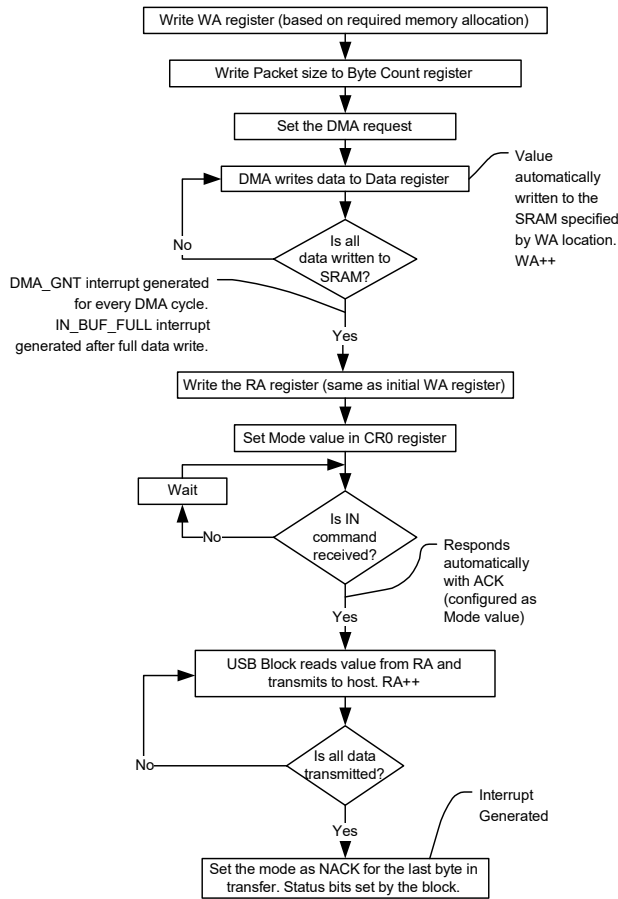 Write WA register (based on required memory allocation)
Write Packet size to Byte Count register
Set the DMA request
DMA writes data to Data register
Value
automatically
written to the
SRAM specified
by WA location.
WA++
Is all
data written to
SRAM?
No
DMA_GNT interrupt generated
for every DMA cycle.
IN_BUF_FULL interrupt
generated after full data write.
Yes
Write the RA register (same as initial WA register)
Set Mode value in CR0 register
Wait
Is IN
command
received?
No
Responds
automatically
with ACK
(configured as
Mode value)
Yes
USB Block reads value from RA and
transmits to host. RA++
Is all data
transmitted?
No
Interrupt
Generated
Yes
Set the mode as NACK for the last byte in
transfer. Status bits set by the block.